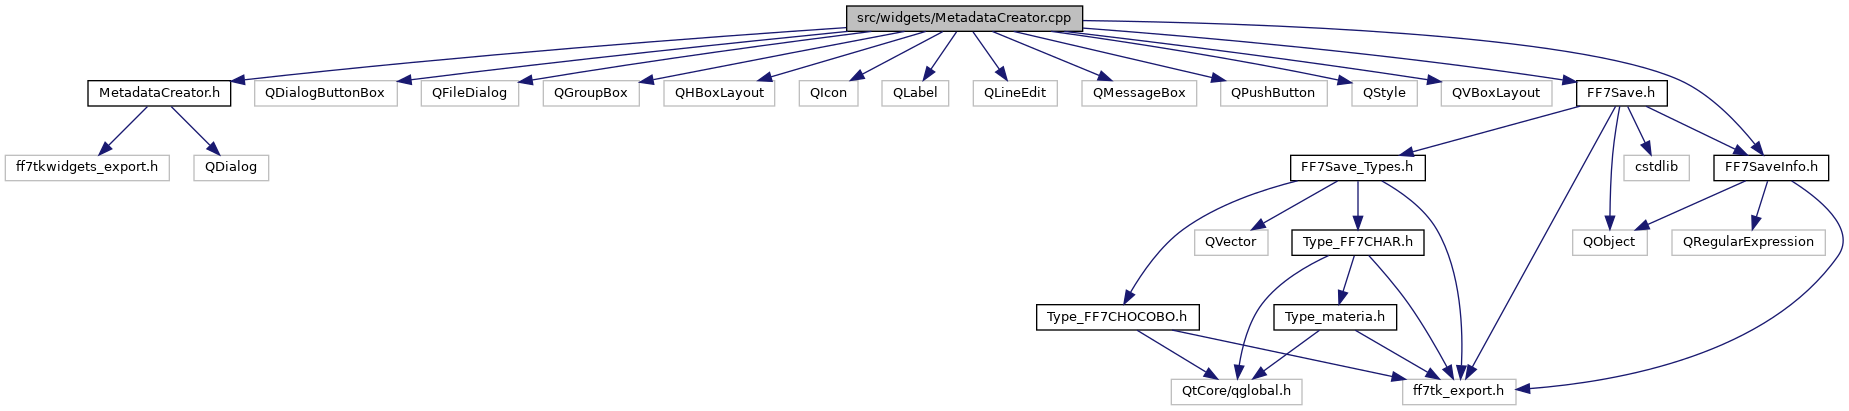 src/widgets/MetadataCreator.cpp
MetadataCreator.h
QDialogButtonBox
QFileDialog
QGroupBox
QHBoxLayout
QIcon
QLabel
QLineEdit
QMessageBox
QPushButton
QStyle
QVBoxLayout
FF7Save.h
ff7tkwidgets_export.h
QDialog
FF7Save_Types.h
cstdlib
FF7SaveInfo.h
QVector
Type_FF7CHAR.h
QObject
QRegularExpression
Type_FF7CHOCOBO.h
Type_materia.h
QtCore/qglobal.h
ff7tk_export.h